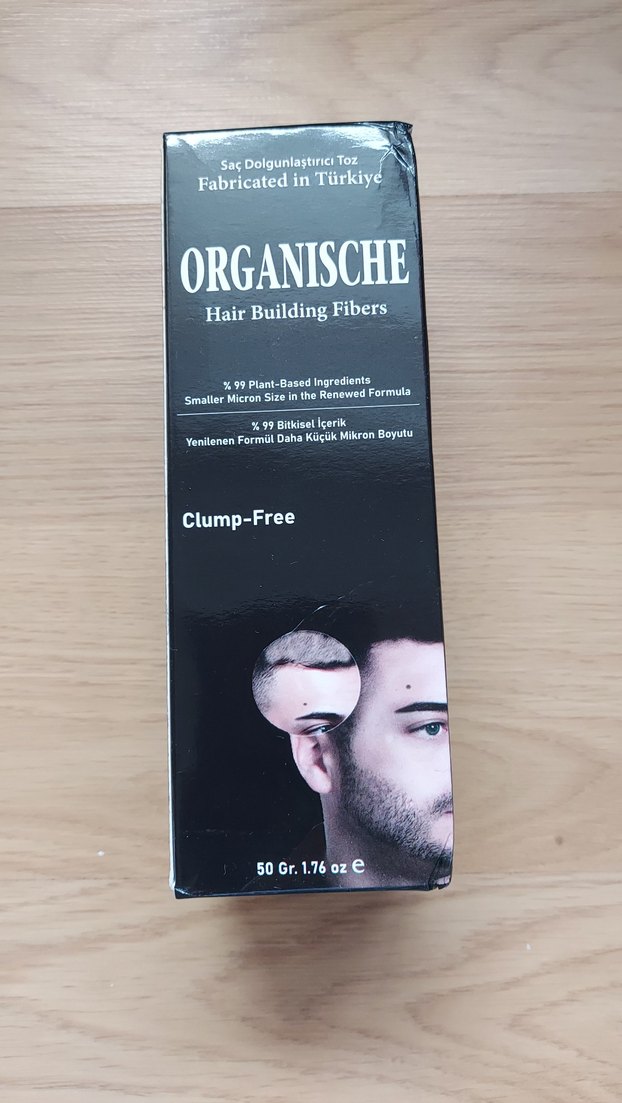 Saç Dolgunlaştırıcı Toz
Fabricated in Türkiye
ORGANISCHE
Hair Building Fibers
% 99 Plant-Based Ingredients
Smaller Micron Size in the Renewed Formula
% 99 Bitkisel İçerik
Yenilenen Formül Daha Küçük Mikron Boyutu
Clump-Free
50 Gr. 1.76 oz ℮